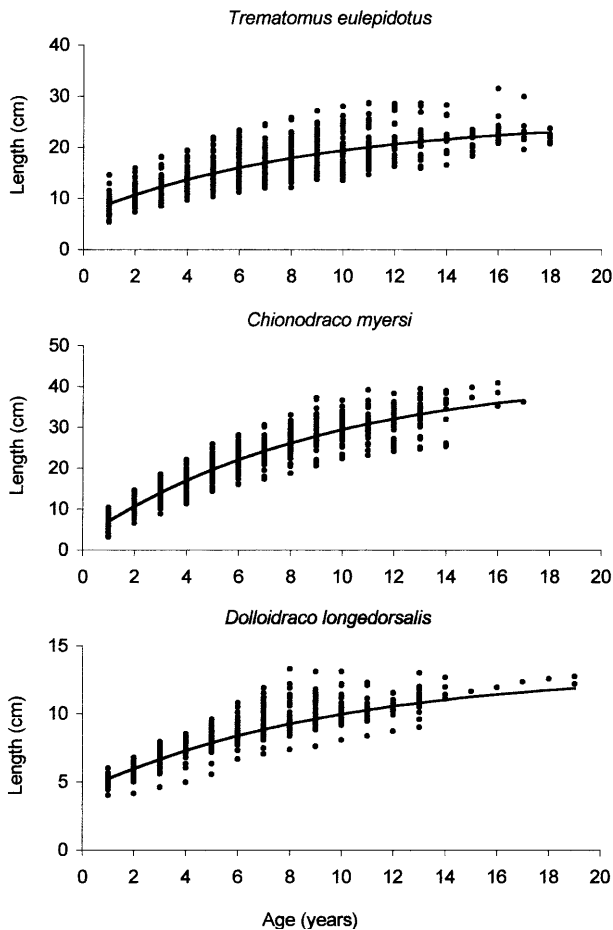 Trematomus eulepidotus
40
30
20
10
0
Length (cm)
0 2 4 6 8 10 12 14 16 18 20
Chionodraco myersi
50
40
30
20
10
0
Length (cm)
0 2 4 6 8 10 12 14 16 18 20
Dolloidraco longedorsalis
15
10
5
0
Length (cm)
0 2 4 6 8 10 12 14 16 18 20
Age (years)